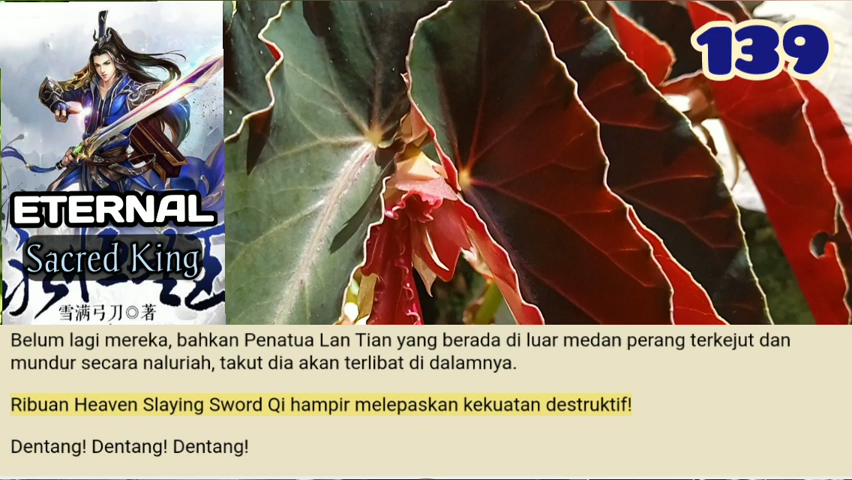 139
ETERNAL
Sacred King
雪满弓刀◎著
Belum lagi mereka, bahkan Penatua Lan Tian yang berada di luar medan perang terkejut dan
mundur secara naluriah, takut dia akan terlibat di dalamnya.
Ribuan Heaven Slaying Sword Qi hampir melepaskan kekuatan destruktif!
Dentang! Dentang! Dentang!